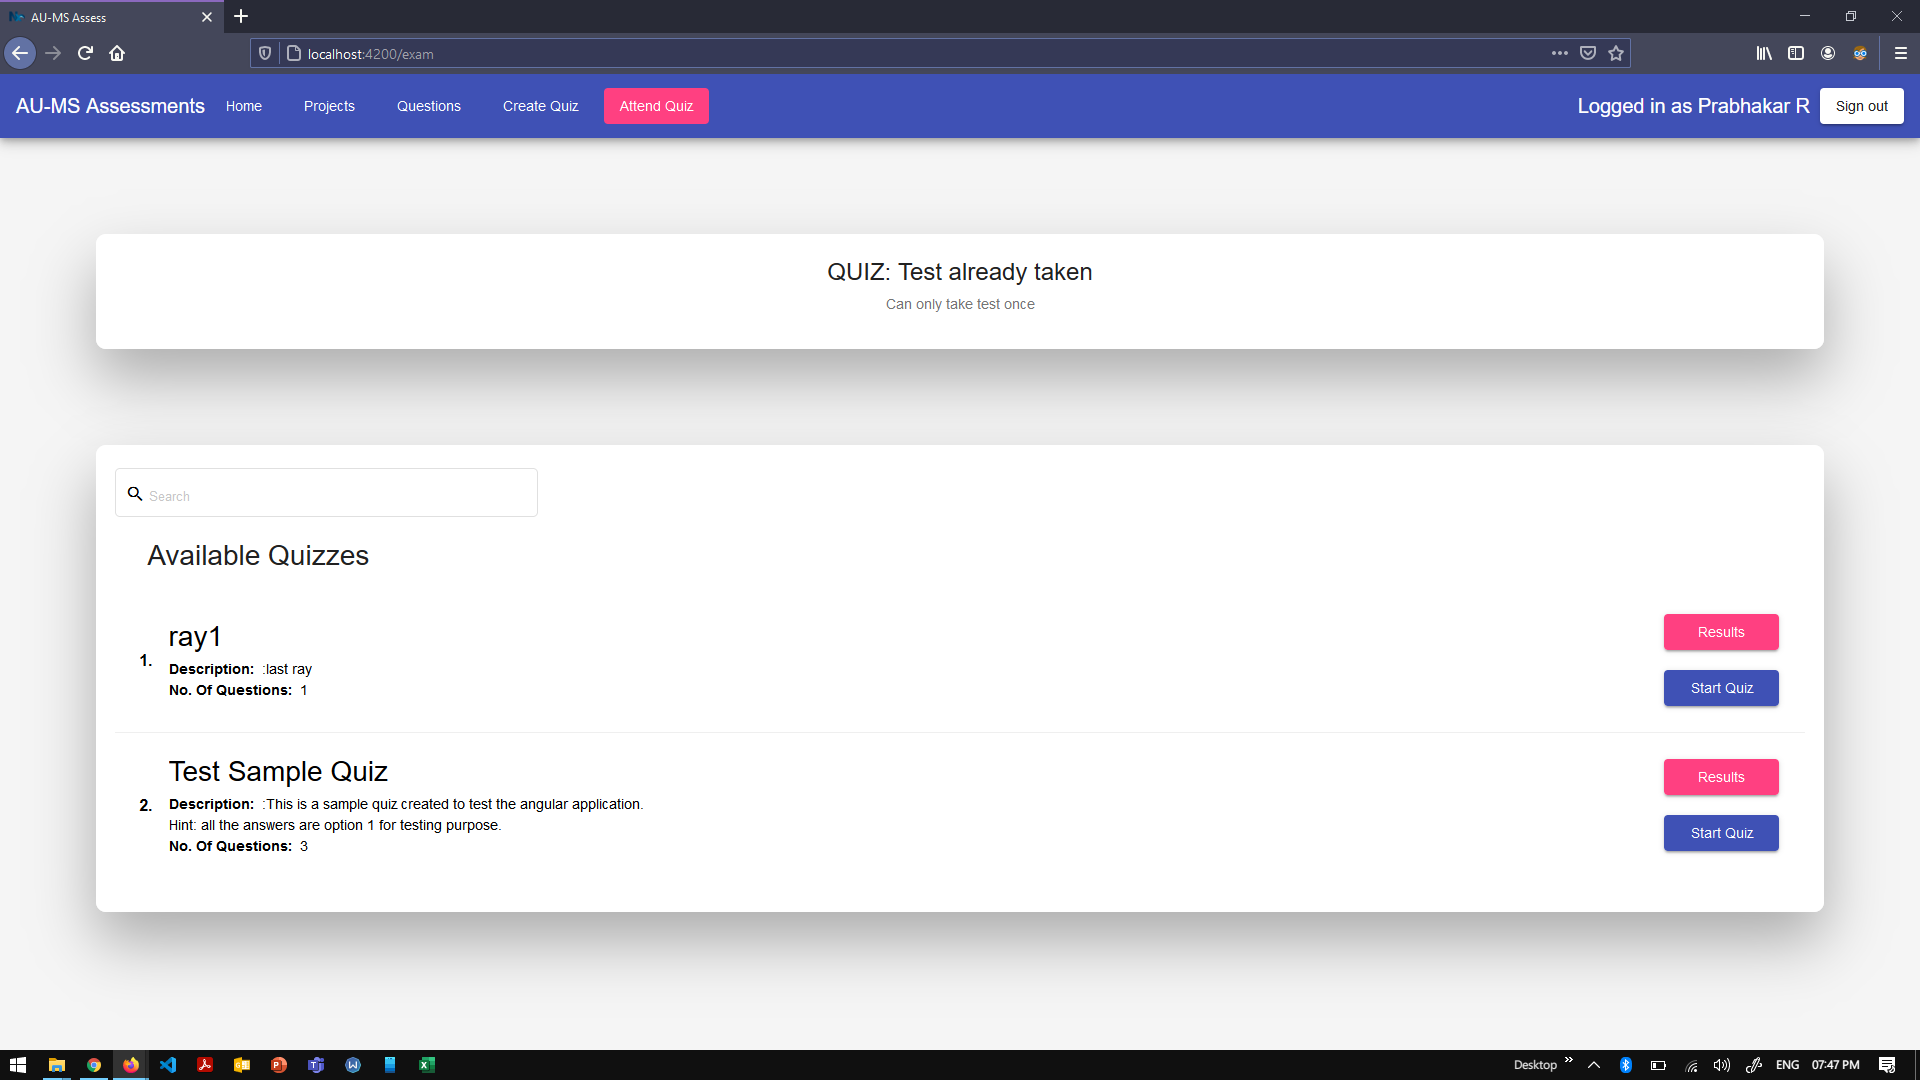 AU-MS Assess
localhost:4200/exam
AU-MS Assessments
Home
Projects
Questions
Create Quiz
Attend Quiz
Logged in as Prabhakar R
Sign out
QUIZ: Test already taken
Can only take test once
Search
Available Quizzes
1.
ray1
Description: :last ray
No. Of Questions: 1
Results
Start Quiz
2.
Test Sample Quiz
Description: :This is a sample quiz created to test the angular application.
Hint: all the answers are option 1 for testing purpose.
No. Of Questions: 3
Results
Start Quiz
Desktop
ENG
07:47 PM